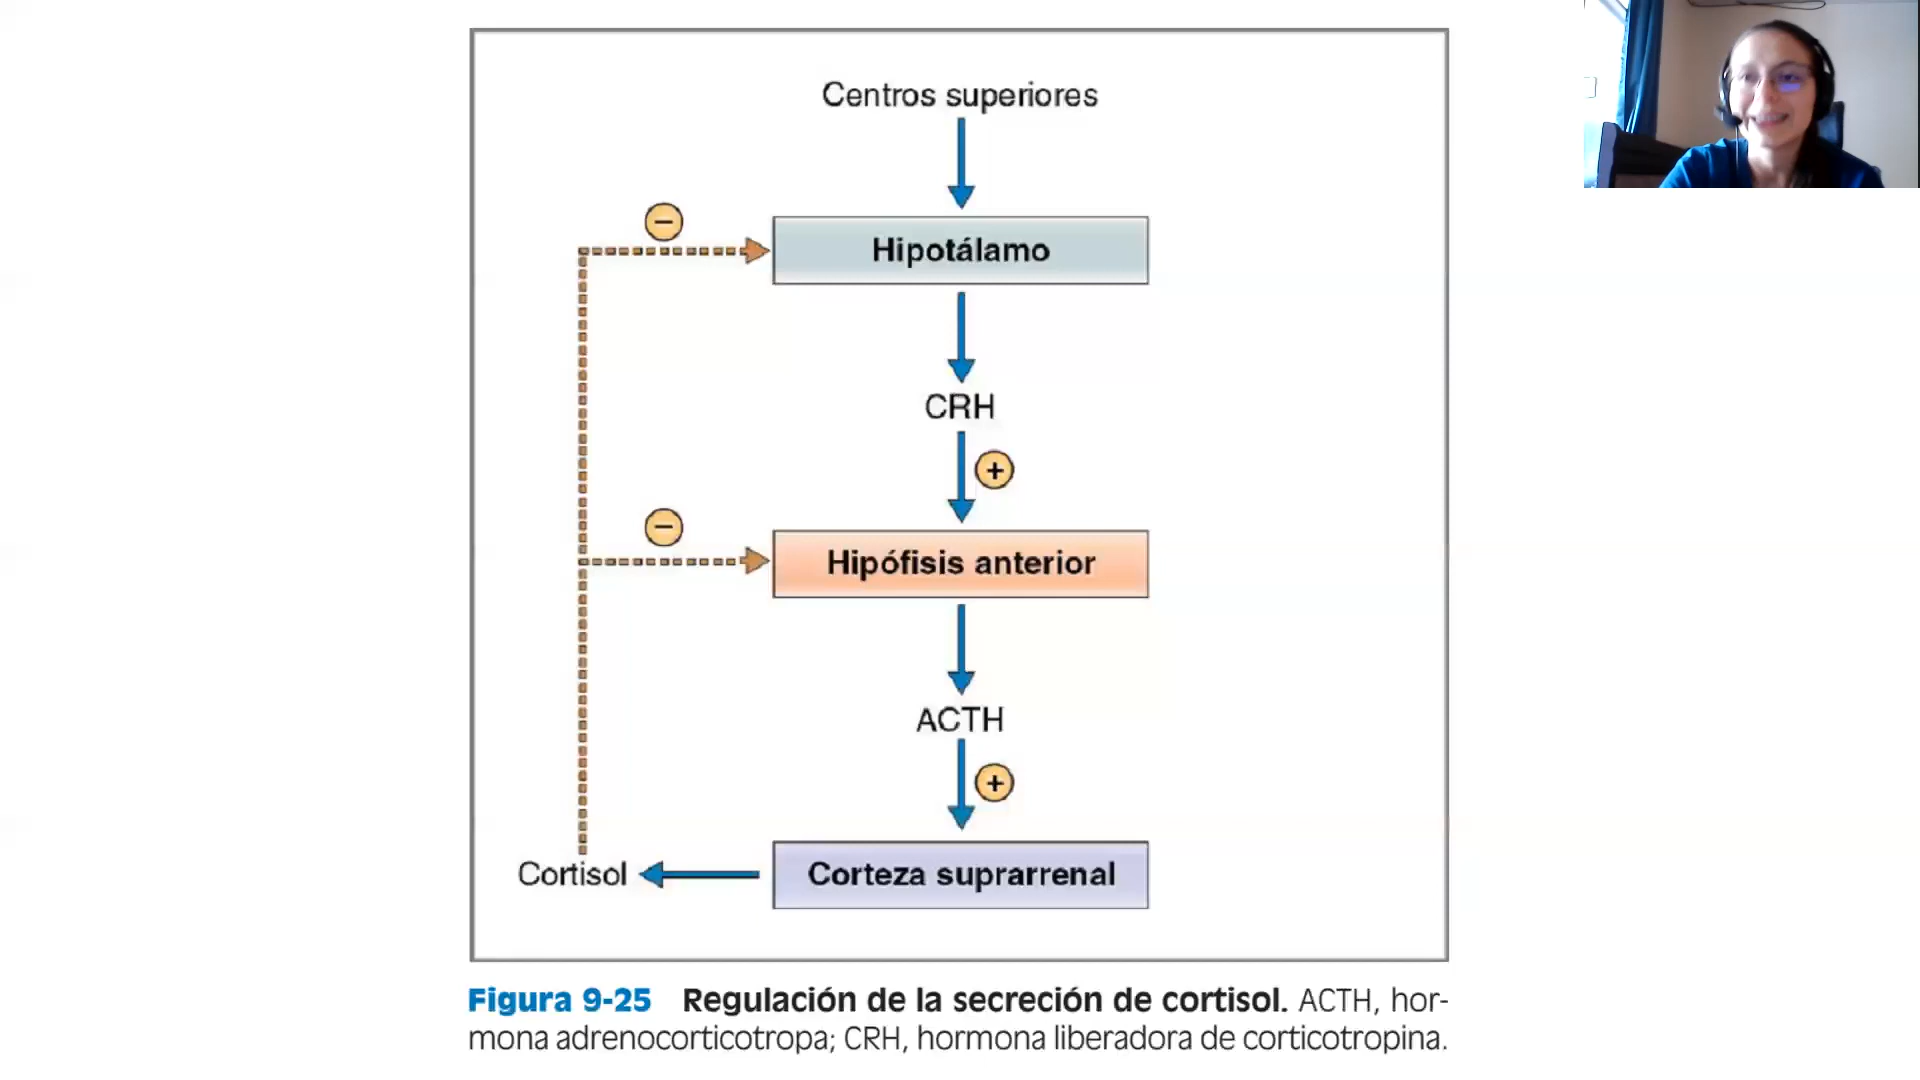 Centros superiores
−
Hipotálamo
CRH
+
−
Hipófisis anterior
ACTH
+
Cortisol
Corteza suprarrenal
Figura 9-25 Regulación de la secreción de cortisol. ACTH, hor-
mona adrenocorticotropa; CRH, hormona liberadora de corticotropina.